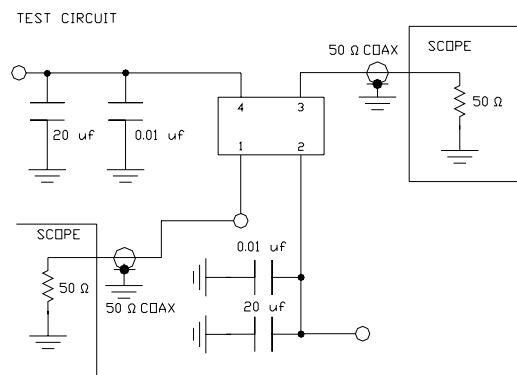 TEST CIRCUIT
50 Ω COAX
SCOPE
4
3
50 Ω
20 uf
0.01 uf
1
2
SCOPE
0.01 uf
50 Ω
50 Ω COAX
20 uf